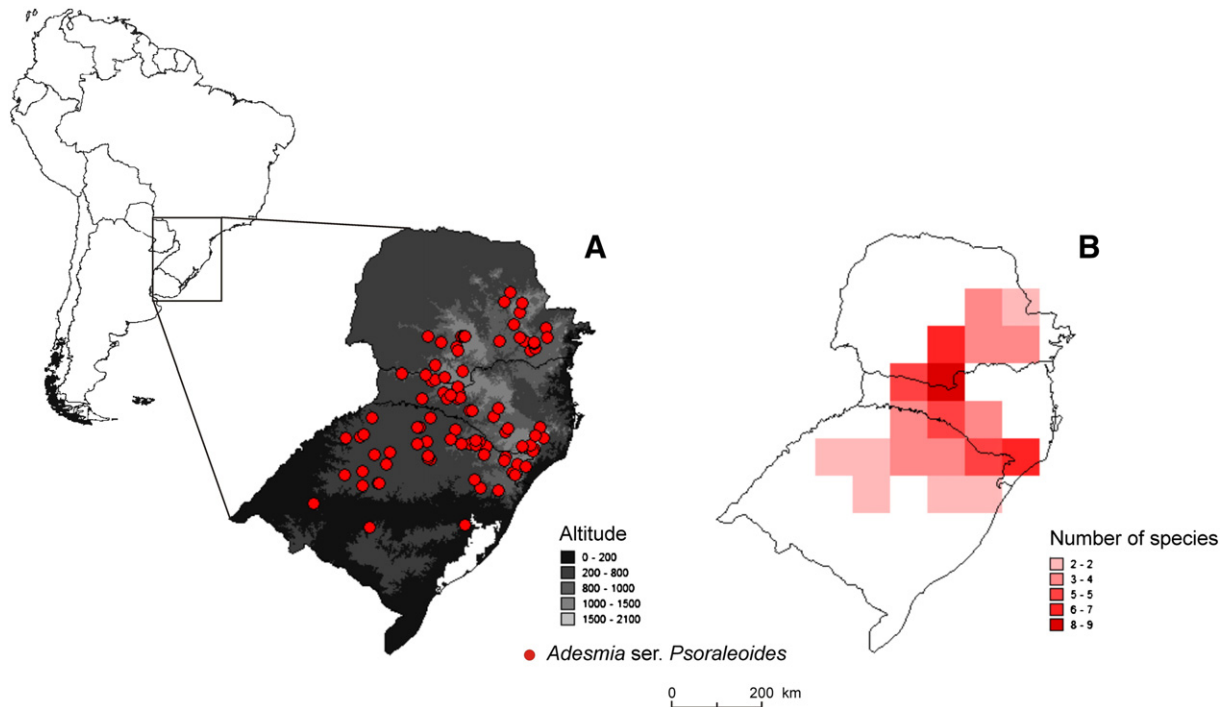 A
B
Altitude
0 - 200
200 - 800
800 - 1000
1000 - 1500
1500 - 2100
Number of species
2 - 2
3 - 4
5 - 5
6 - 7
8 - 9
Adesmia ser. Psoraleoides
0 200 km